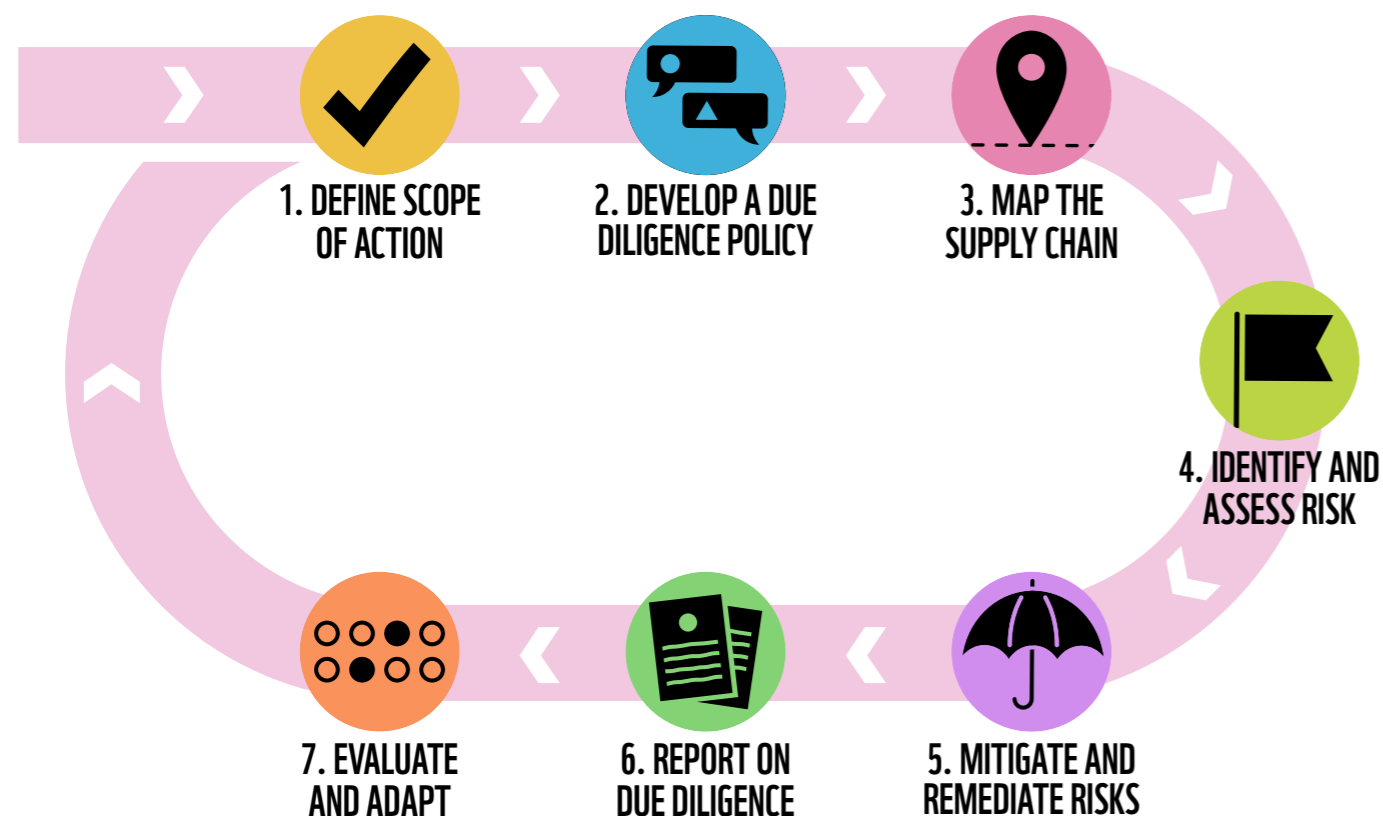 1. DEFINE SCOPE
OF ACTION
2. DEVELOP A DUE
DILIGENCE POLICY
3. MAP THE
SUPPLY CHAIN
4. IDENTIFY AND
ASSESS RISK
5. MITIGATE AND
REMEDIATE RISKS
6. REPORT ON
DUE DILIGENCE
7. EVALUATE
AND ADAPT